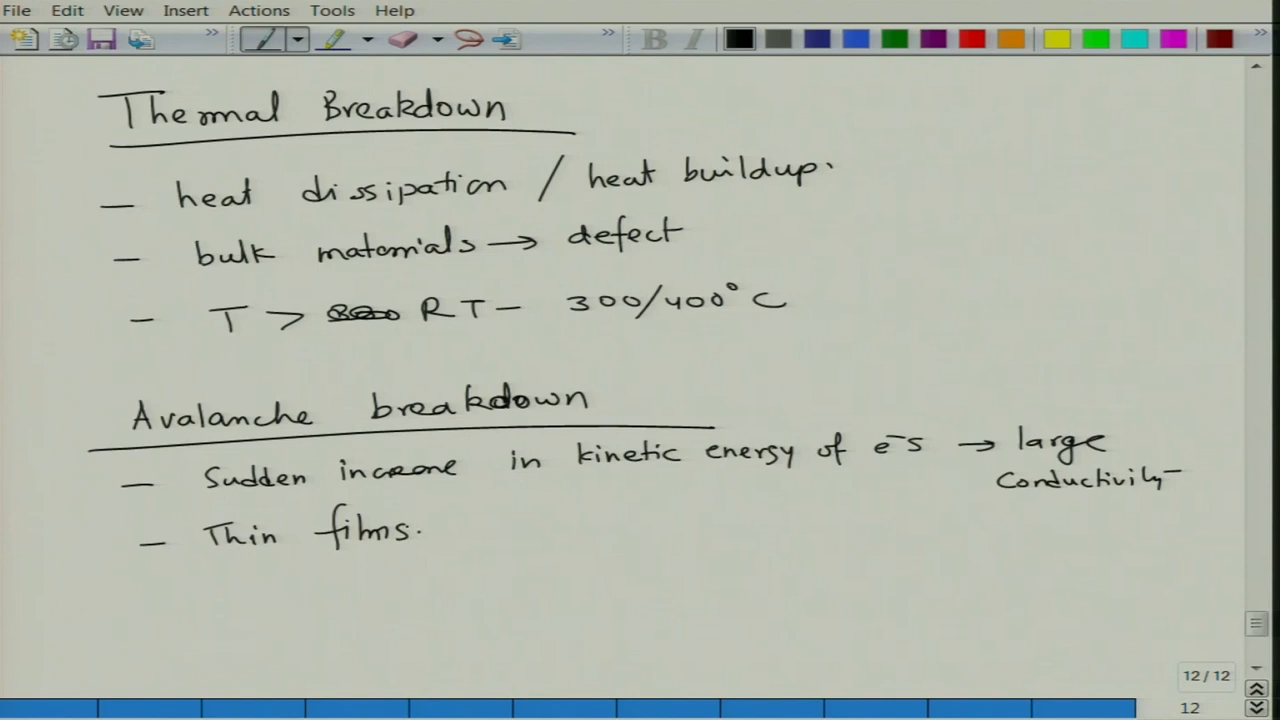 File Edit View Insert Actions Tools Help
B I
Thermal Breakdown
— heat dissipation / heat buildup.
— bulk materials → defect
— T > RT – 300/400°C
Avalanche breakdown
— Sudden increase in kinetic energy of e⁻s → large
conductivity
— Thin films.
12 / 12
12